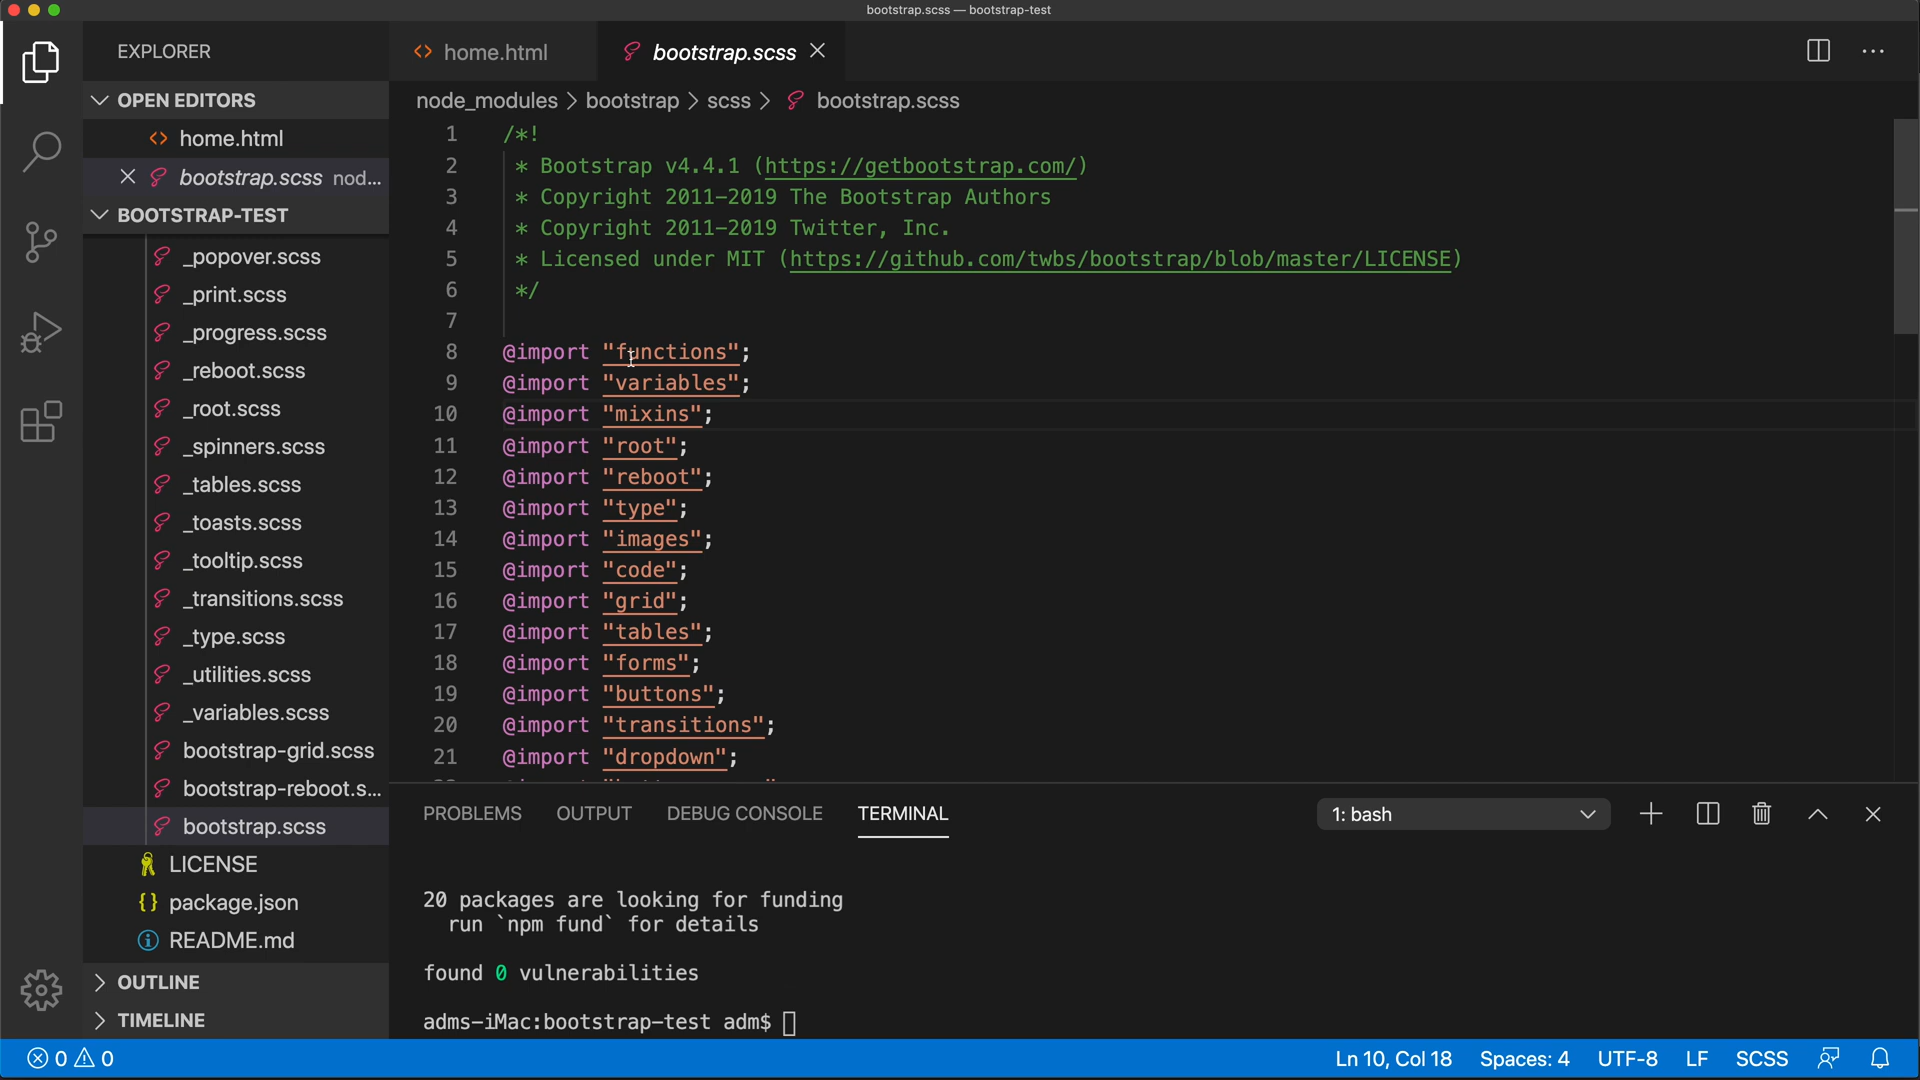 bootstrap.scss — bootstrap-test
EXPLORER
OPEN EDITORS
home.html
bootstrap.scss nod...
BOOTSTRAP-TEST
_popover.scss
_print.scss
_progress.scss
_reboot.scss
_root.scss
_spinners.scss
_tables.scss
_toasts.scss
_tooltip.scss
_transitions.scss
_type.scss
_utilities.scss
_variables.scss
bootstrap-grid.scss
bootstrap-reboot.s...
bootstrap.scss
LICENSE
package.json
README.md
OUTLINE
TIMELINE
home.html
bootstrap.scss
node_modules > bootstrap > scss > bootstrap.scss
1 /*!
2 * Bootstrap v4.4.1 (https://getbootstrap.com/)
3 * Copyright 2011-2019 The Bootstrap Authors
4 * Copyright 2011-2019 Twitter, Inc.
5 * Licensed under MIT (https://github.com/twbs/bootstrap/blob/master/LICENSE)
6 */
7
8 @import "functions";
9 @import "variables";
10 @import "mixins";
11 @import "root";
12 @import "reboot";
13 @import "type";
14 @import "images";
15 @import "code";
16 @import "grid";
17 @import "tables";
18 @import "forms";
19 @import "buttons";
20 @import "transitions";
21 @import "dropdown";
PROBLEMS OUTPUT DEBUG CONSOLE TERMINAL
1: bash
20 packages are looking for funding
run `npm fund` for details
found 0 vulnerabilities
adms-iMac:bootstrap-test adm$
0 0
Ln 10, Col 18 Spaces: 4 UTF-8 LF SCSS